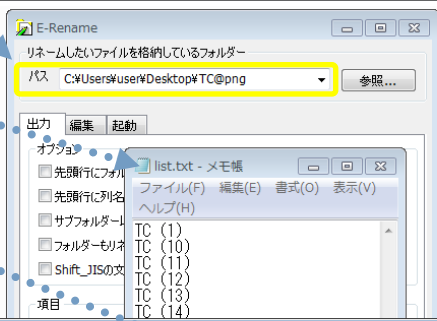 E-Rename
リネームしたいファイルを格納しているフォルダー
パス C:¥Users¥user¥Desktop¥TC@png 参照...
出力 編集 起動
オプション
先頭行にフォル
先頭行に列名
サブフォルダー
フォルダーもリネ
Shift_JISの文
項目
list.txt - メモ帳
ファイル(F) 編集(E) 書式(O) 表示(V)
ヘルプ(H)
TC (1)
TC (10)
TC (11)
TC (12)
TC (13)
TC (14)